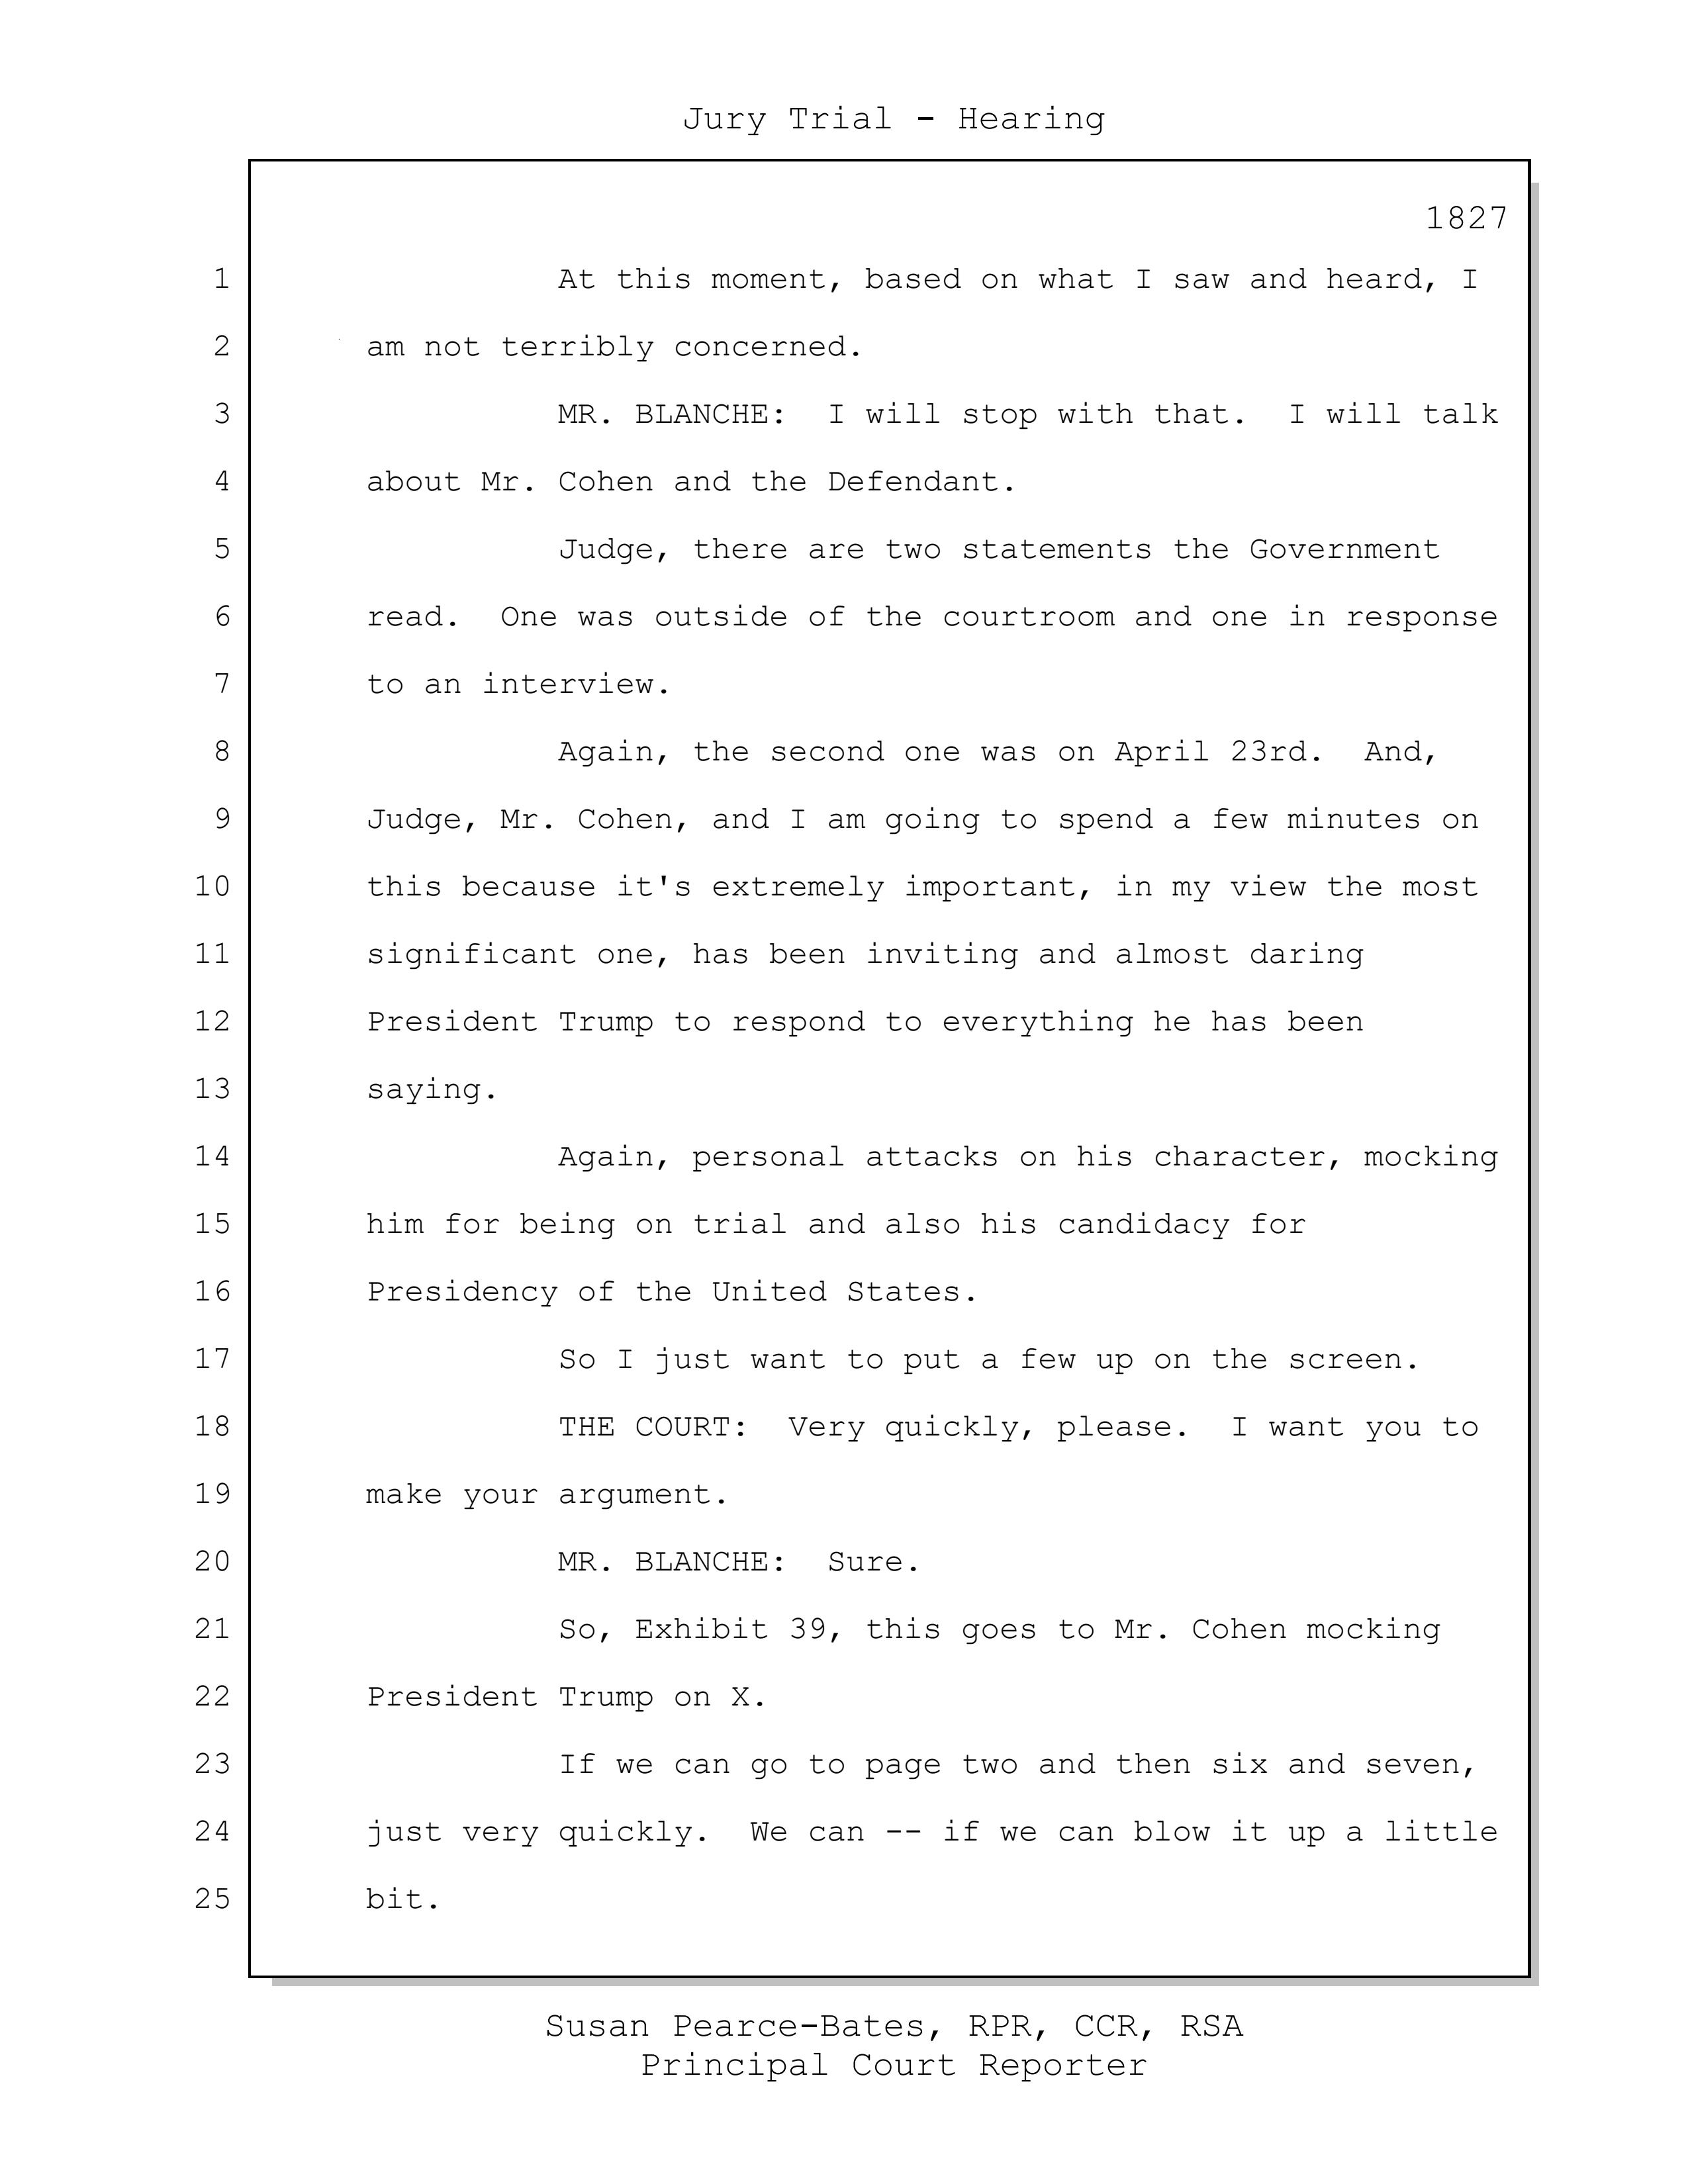 Jury Trial - Hearing
1827
1 At this moment, based on what I saw and heard, I
2 am not terribly concerned.
3 MR. BLANCHE: I will stop with that. I will talk
4 about Mr. Cohen and the Defendant.
5 Judge, there are two statements the Government
6 read. One was outside of the courtroom and one in response
7 to an interview.
8 Again, the second one was on April 23rd. And,
9 Judge, Mr. Cohen, and I am going to spend a few minutes on
10 this because it's extremely important, in my view the most
11 significant one, has been inviting and almost daring
12 President Trump to respond to everything he has been
13 saying.
14 Again, personal attacks on his character, mocking
15 him for being on trial and also his candidacy for
16 Presidency of the United States.
17 So I just want to put a few up on the screen.
18 THE COURT: Very quickly, please. I want you to
19 make your argument.
20 MR. BLANCHE: Sure.
21 So, Exhibit 39, this goes to Mr. Cohen mocking
22 President Trump on X.
23 If we can go to page two and then six and seven,
24 just very quickly. We can -- if we can blow it up a little
25 bit.
Susan Pearce-Bates, RPR, CCR, RSA
Principal Court Reporter